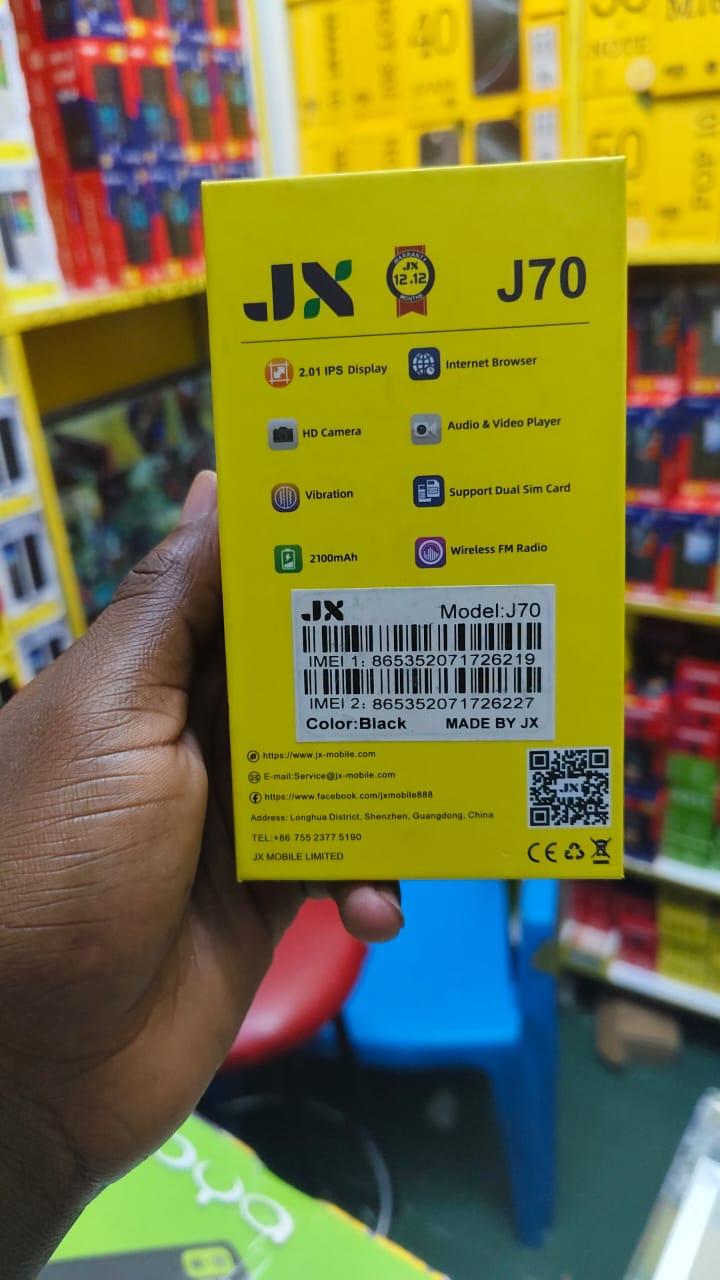 JX
WARRANTY
JX
12.12
MONTHS
J70
2.01 IPS Display
Internet Browser
HD Camera
Audio & Video Player
Vibration
Support Dual Sim Card
2100mAh
Wireless FM Radio
JX Model:J70
IMEI 1: 865352071726219
IMEI 2: 865352071726227
Color:Black MADE BY JX
https://www.jx-mobile.com
E-mail:Service@jx-mobile.com
https://www.facebook.com/jxmobile888
Address: Longhua District, Shenzhen, Guangdong, China
TEL:+86 755 2377 5190
JX MOBILE LIMITED
JX
CE
40
50